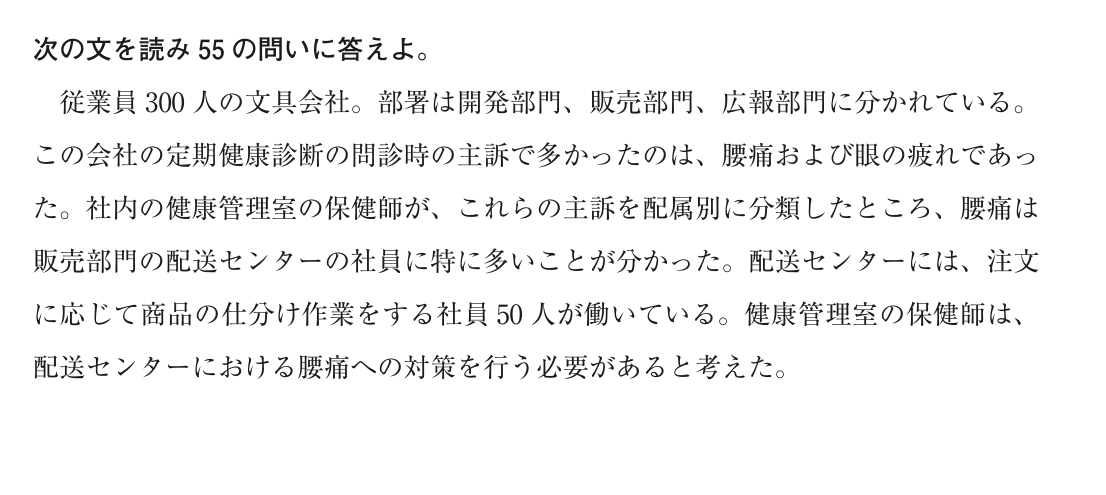 次の文を読み 55 の問いに答えよ。
従業員 300 人の文具会社。部署は開発部門、販売部門、広報部門に分かれている。
この会社の定期健康診断の問診時の主訴で多かったのは、腰痛および眼の疲れであっ
た。社内の健康管理室の保健師が、これらの主訴を配属別に分類したところ、腰痛は
販売部門の配送センターの社員に特に多いことが分かった。配送センターには、注文
に応じて商品の仕分け作業をする社員 50 人が働いている。健康管理室の保健師は、
配送センターにおける腰痛への対策を行う必要があると考えた。